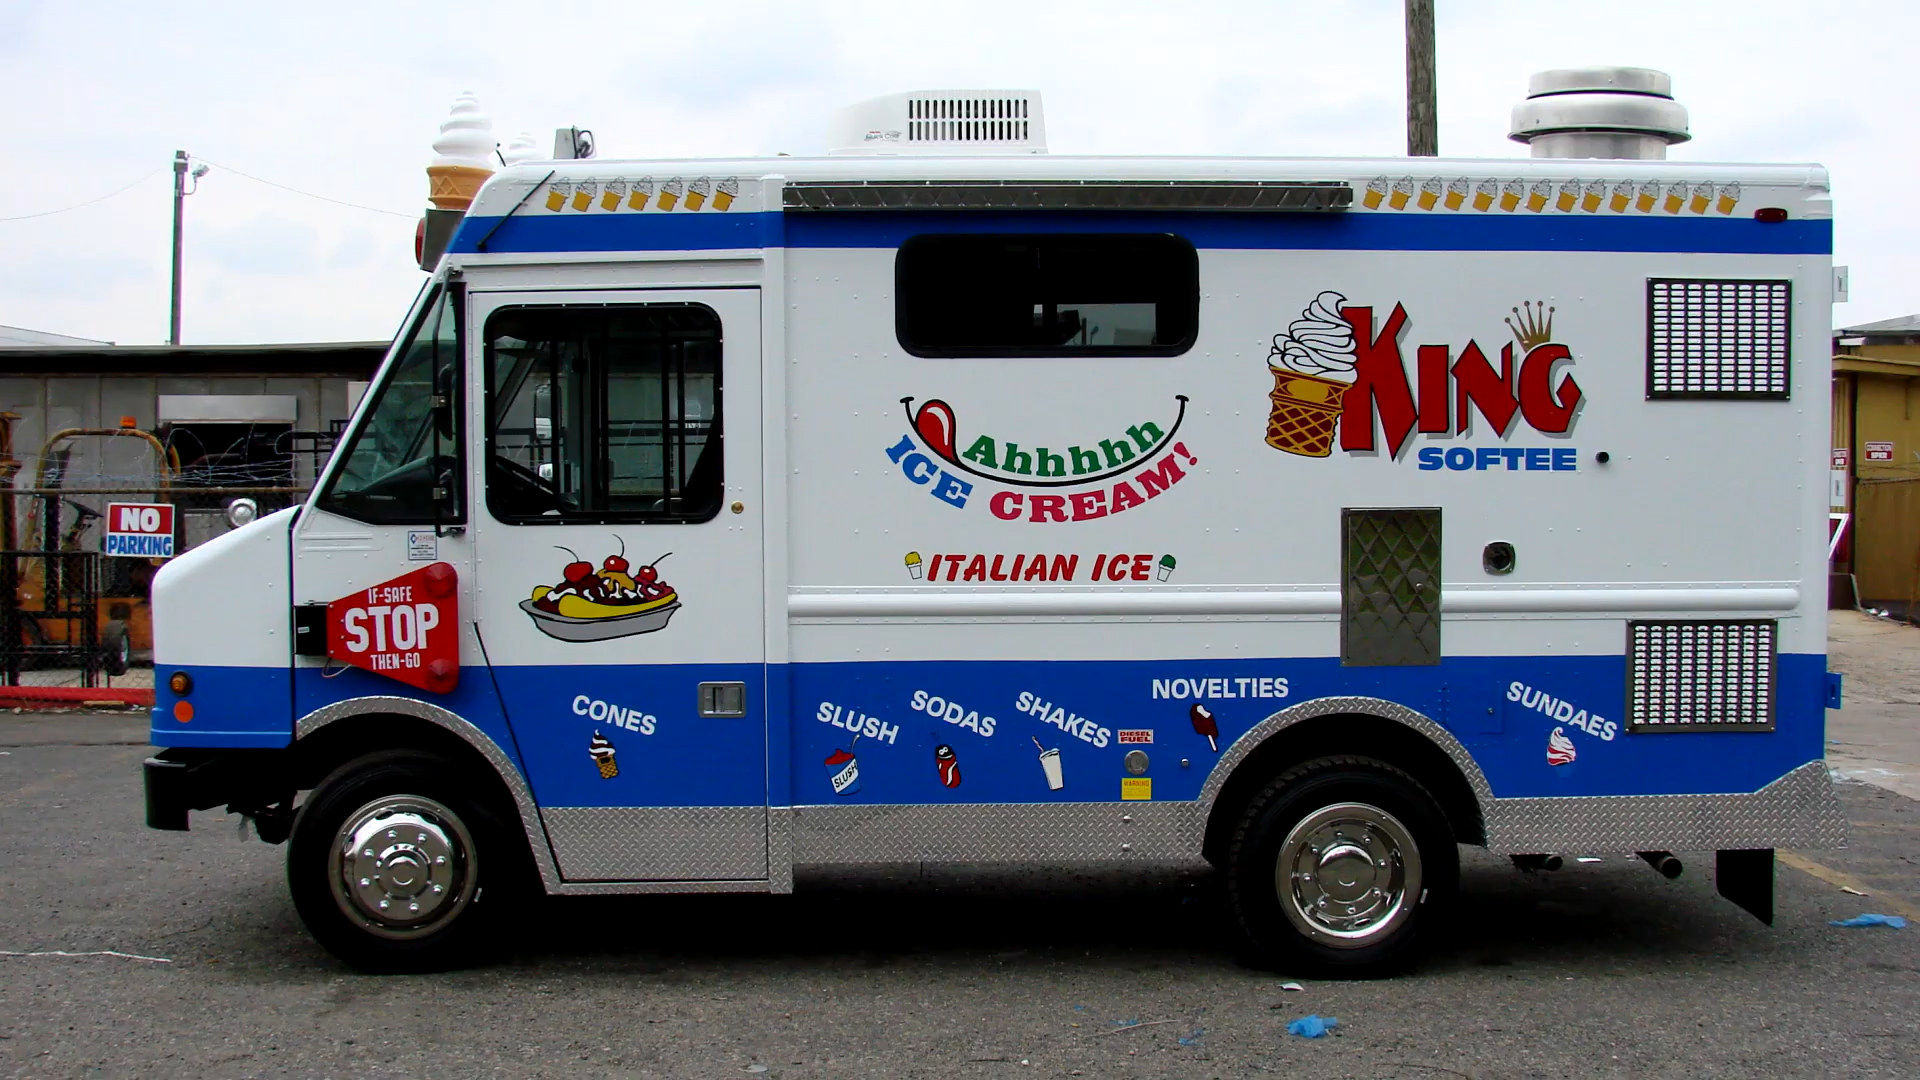 KING
SOFTEE
Ahhhhh
ICE CREAM!
ITALIAN ICE
NO
PARKING
IF-SAFE
STOP
THEN-GO
CONES
SLUSH
SLUSH
SODAS
SHAKES
DIESEL
FUEL
WARNING
NOVELTIES
SUNDAES